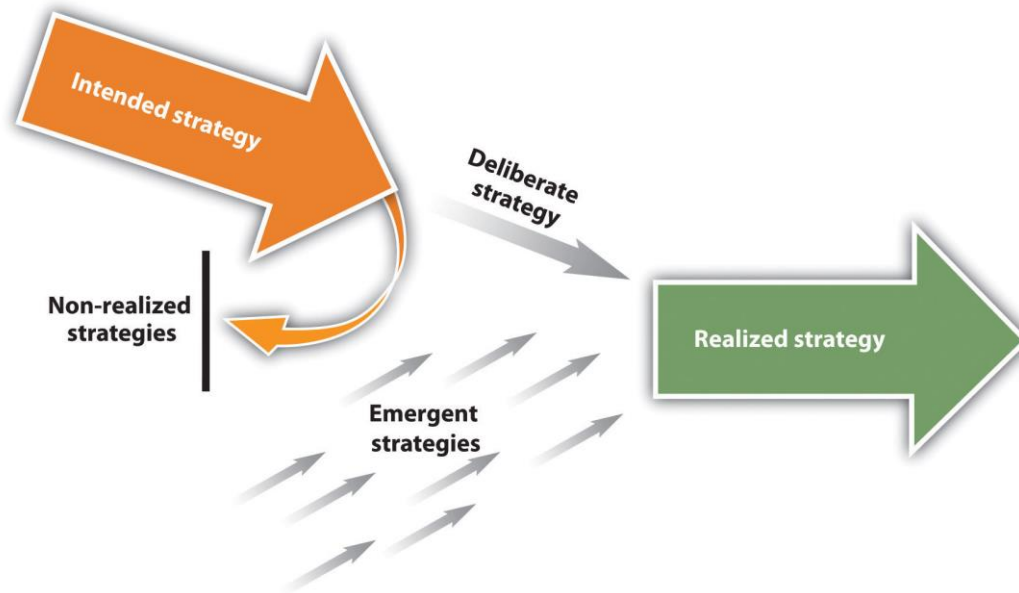 Intended strategy
Deliberate
strategy
Non-realized
strategies
Realized strategy
Emergent
strategies